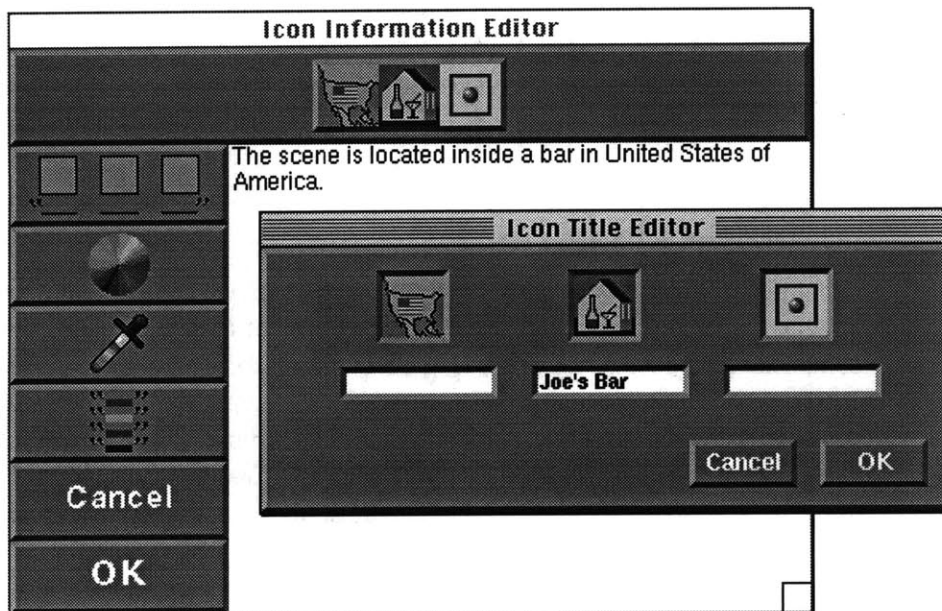 Icon Information Editor
The scene is located inside a bar in United States of
America.
Icon Title Editor
Joe's Bar
Cancel
OK
Cancel
OK